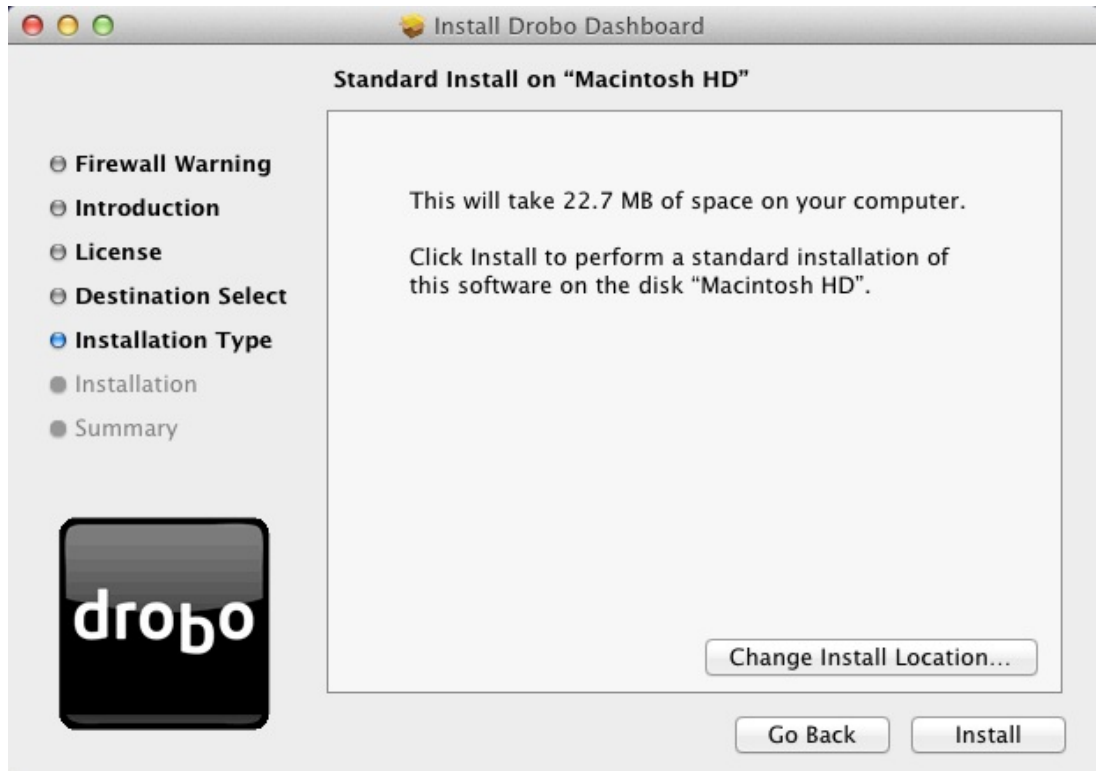 Install Drobo Dashboard
Standard Install on “Macintosh HD”
Firewall Warning
Introduction
License
Destination Select
Installation Type
Installation
Summary
This will take 22.7 MB of space on your computer.
Click Install to perform a standard installation of
this software on the disk “Macintosh HD”.
drobo
Change Install Location...
Go Back
Install